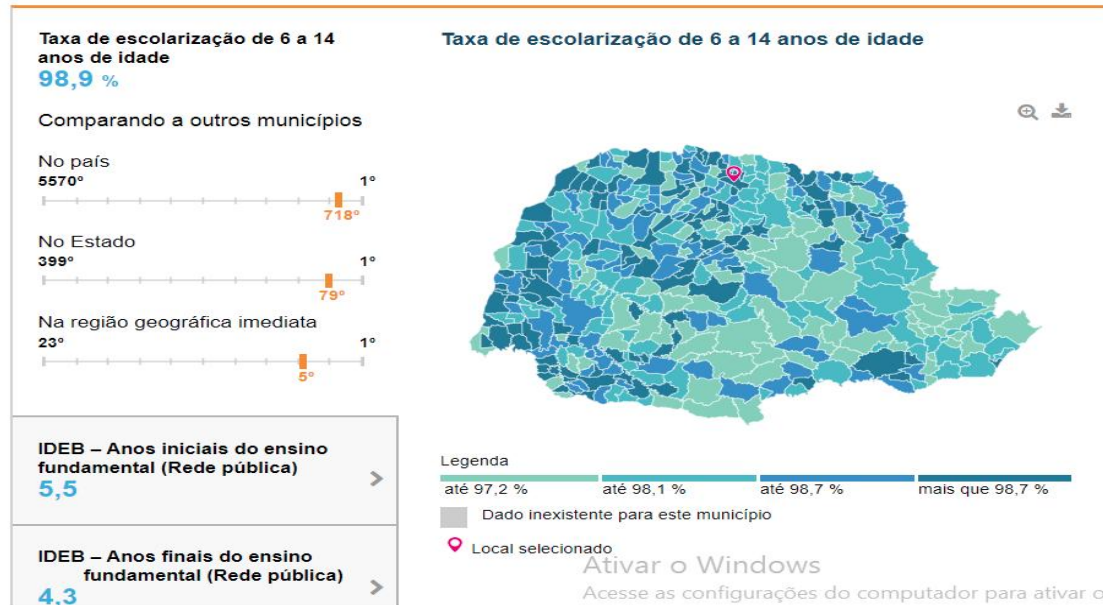 Taxa de escolarização de 6 a 14
anos de idade
98,9 %
Comparando a outros municípios
No país
5570°
1°
718°
No Estado
399°
1°
79°
Na região geográfica imediata
23°
1°
5°
IDEB – Anos iniciais do ensino
fundamental (Rede pública)
5,5
IDEB – Anos finais do ensino
fundamental (Rede pública)
4.3
Taxa de escolarização de 6 a 14 anos de idade
Legenda
até 97,2 %
até 98,1 %
até 98,7 %
mais que 98,7 %
Dado inexistente para este município
Local selecionado
Ativar o Windows
Acesse as configurações do computador para ativar o